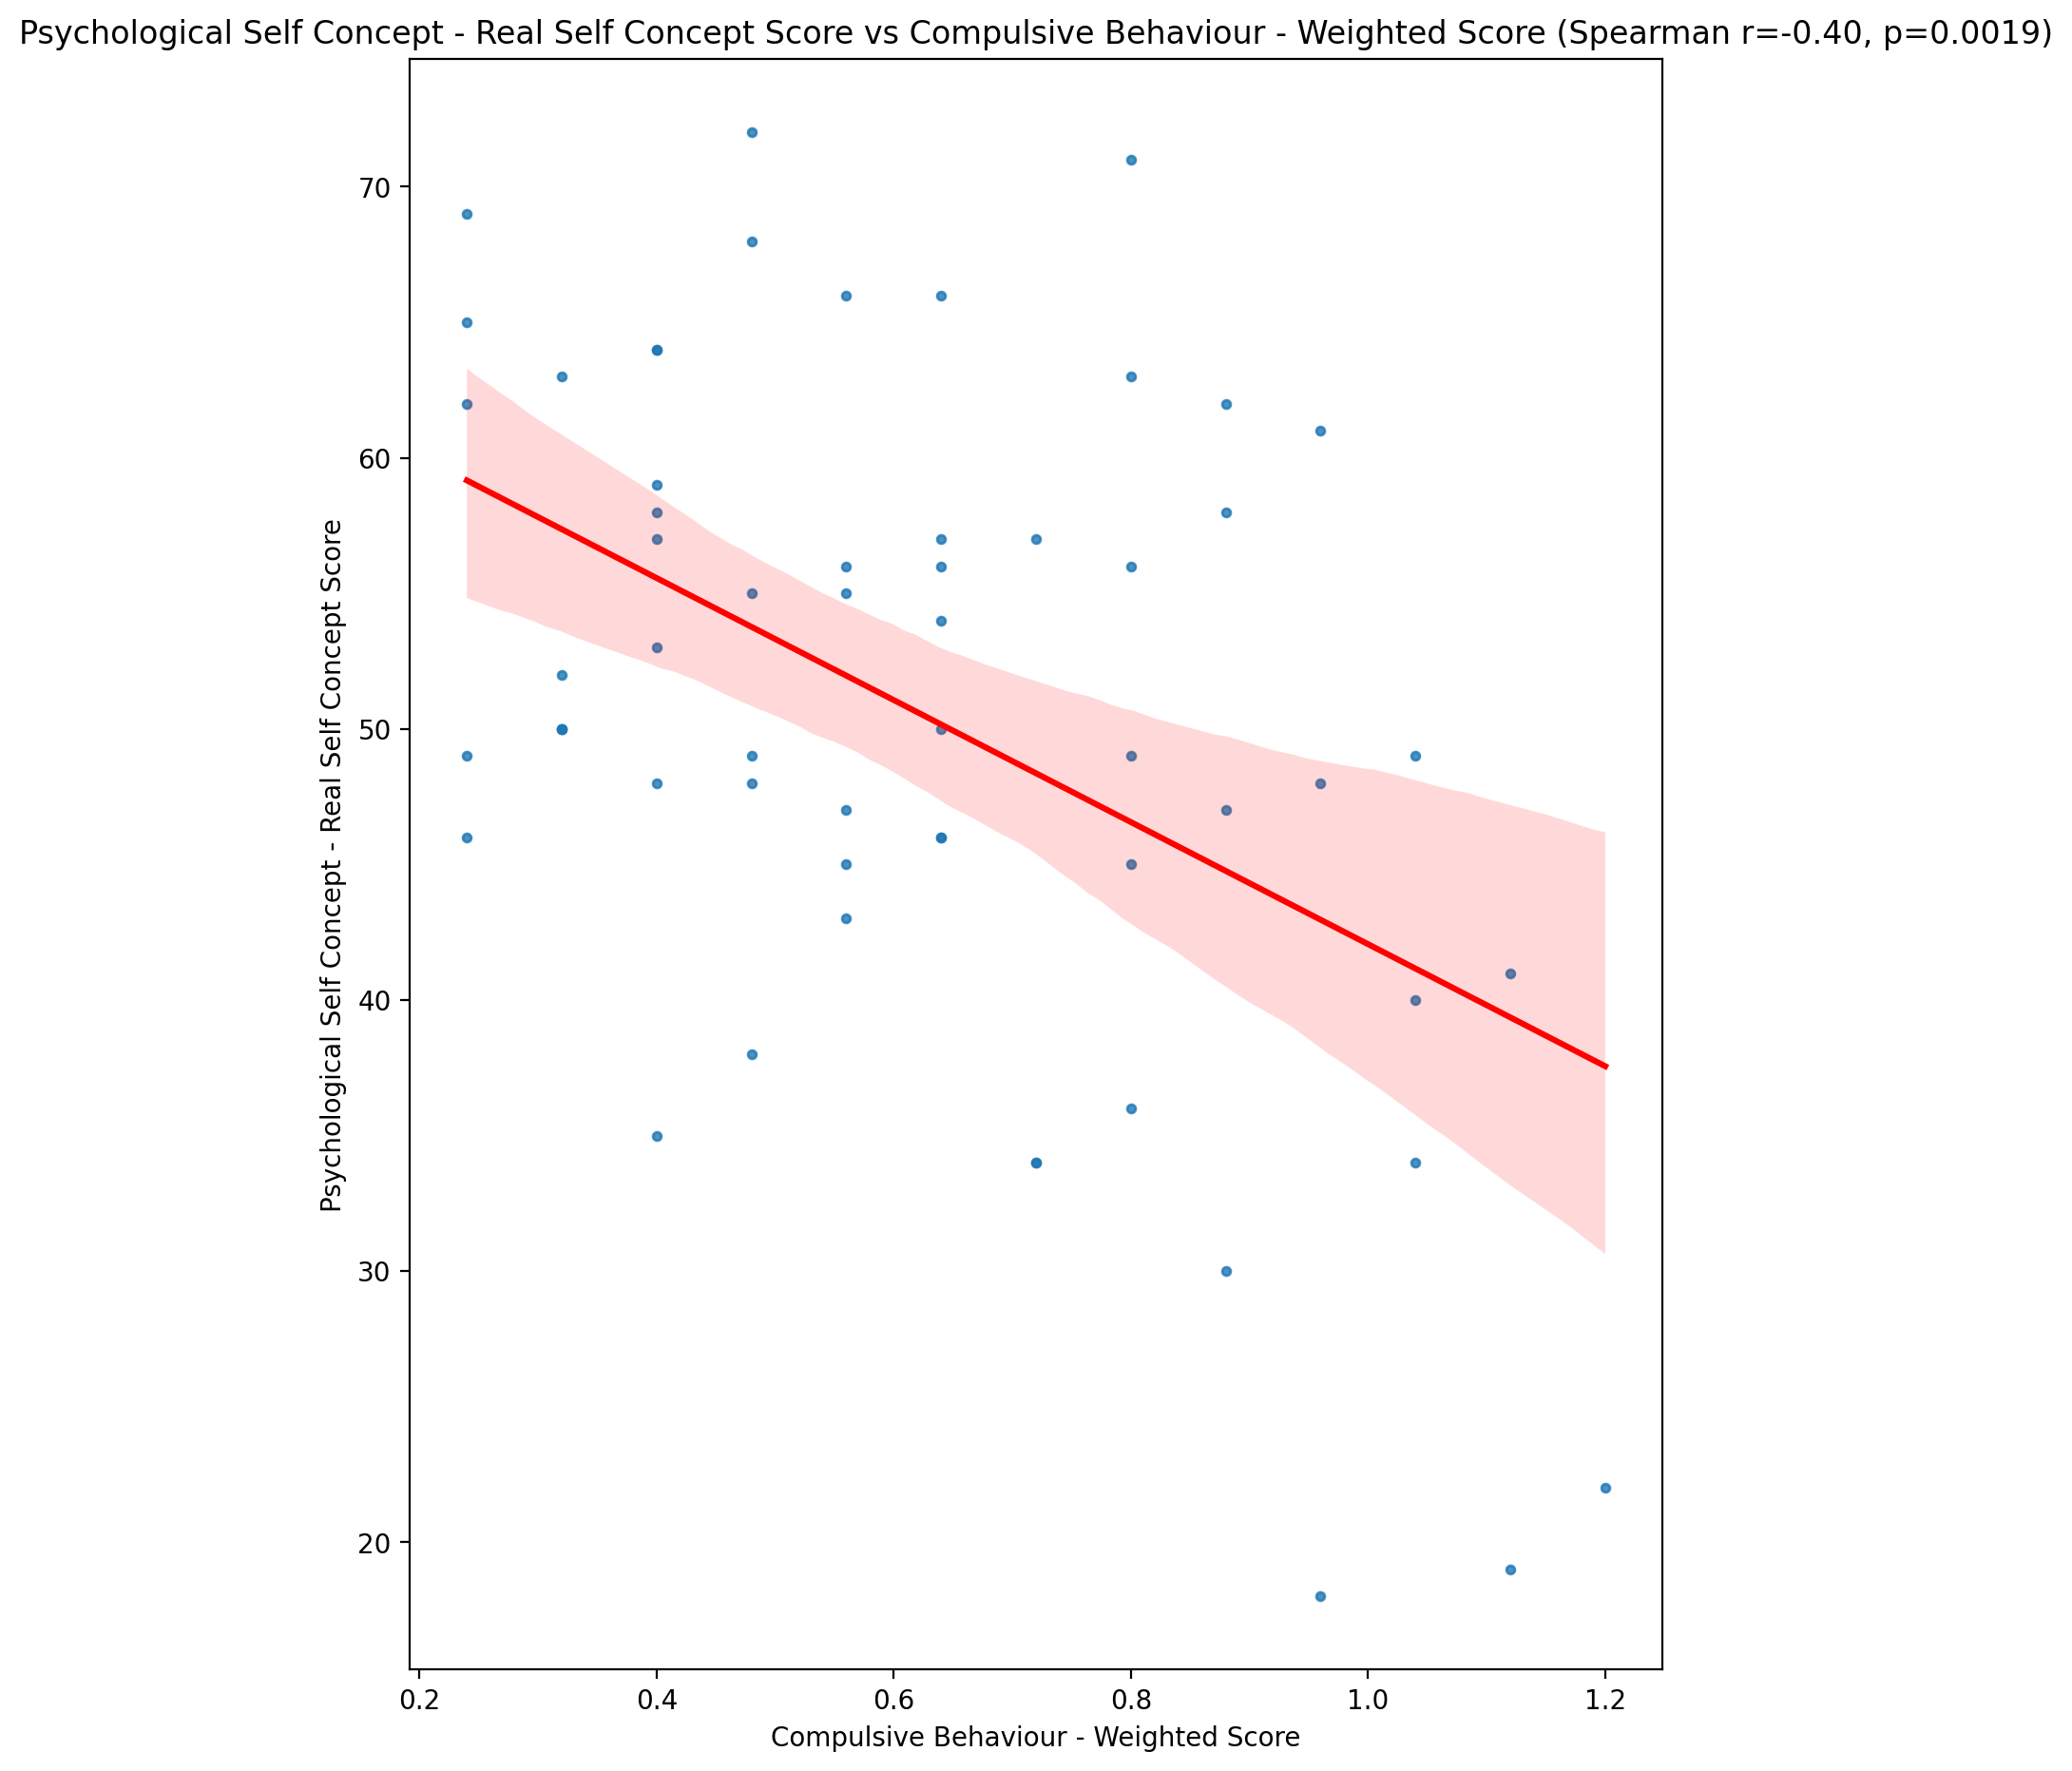 Psychological Self Concept - Real Self Concept Score vs Compulsive Behaviour - Weighted Score (Spearman r=-0.40, p=0.0019)
Psychological Self Concept - Real Self Concept Score
70
60
50
40
30
20
0.2 0.4 0.6 0.8 1.0 1.2
Compulsive Behaviour - Weighted Score